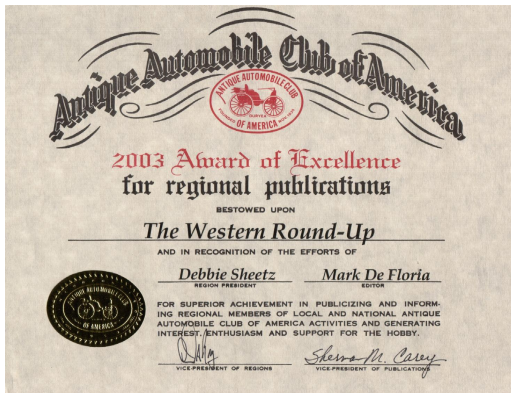 Antique Automobile Club of America
ANTIQUE AUTOMOBILE CLUB
OF AMERICA
2003 Award of Excellence
for regional publications
BESTOWED UPON
The Western Round-Up
AND IN RECOGNITION OF THE EFFORTS OF
Debbie Sheetz Mark De Floria
REGION PRESIDENT EDITOR
ANTIQUE AUTOMOBILE CLUB
OF AMERICA
FOR SUPERIOR ACHIEVEMENT IN PUBLICIZING AND INFORM-
ING REGIONAL MEMBERS OF LOCAL AND NATIONAL ANTIQUE
AUTOMOBILE CLUB OF AMERICA ACTIVITIES AND GENERATING
INTEREST, ENTHUSIASM AND SUPPORT FOR THE HOBBY.
M. Carey
VICE-PRESIDENT OF REGIONS VICE-PRESIDENT OF PUBLICATIONS